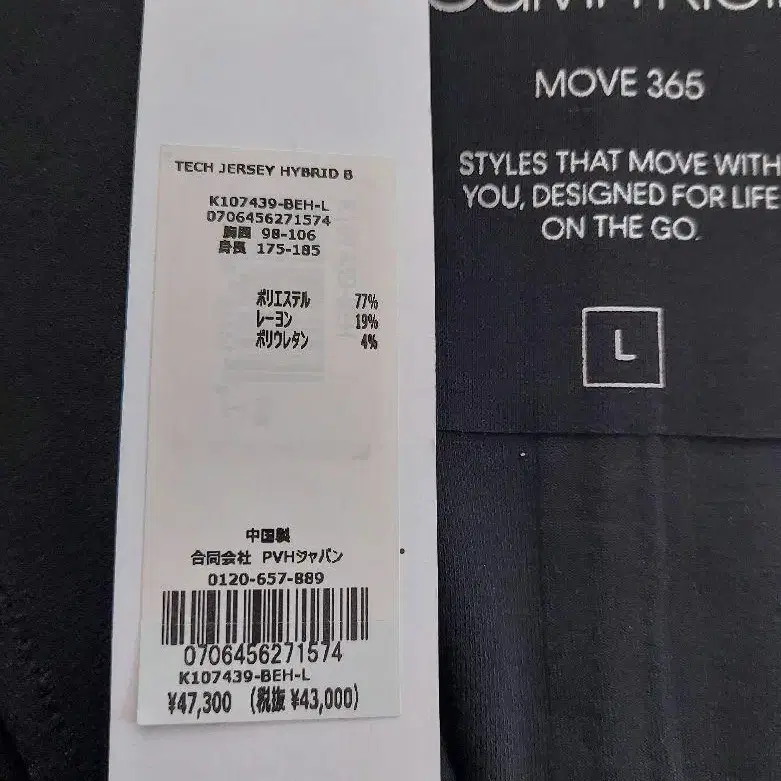 TECH JERSEY HYBRID B
K107439-BEH-L
0706456271574
胸囲 98-106
身長 175-185
ポリエステル 77%
レーヨン 19%
ポリウレタン 4%
中国製
合同会社 PVHジャパン
0120-657-889
0706456271574
K107439-BEH-L
¥47,300 (税抜 ¥43,000)
MOVE 365
STYLES THAT MOVE WITH
YOU, DESIGNED FOR LIFE
ON THE GO.
L